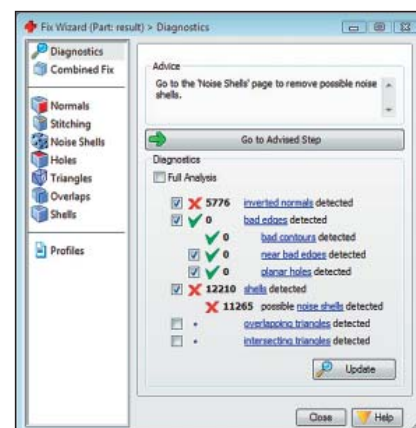 Fix Wizard (Part: result) > Diagnostics
Diagnostics
Combined Fix
Normals
Stitching
Noise Shells
Holes
Triangles
Overlaps
Shells
Profiles
Advice
Go to the 'Noise Shells' page to remove possible noise
shells.
Go to Advised Step
Diagnostics
Full Analysis
5776 inverted normals detected
0 bad edges detected
0 bad contours detected
0 near bad edges detected
0 planar holes detected
12210 shells detected
11265 possible noise shells detected
overlapping triangles detected
intersecting triangles detected
Update
Close
Help